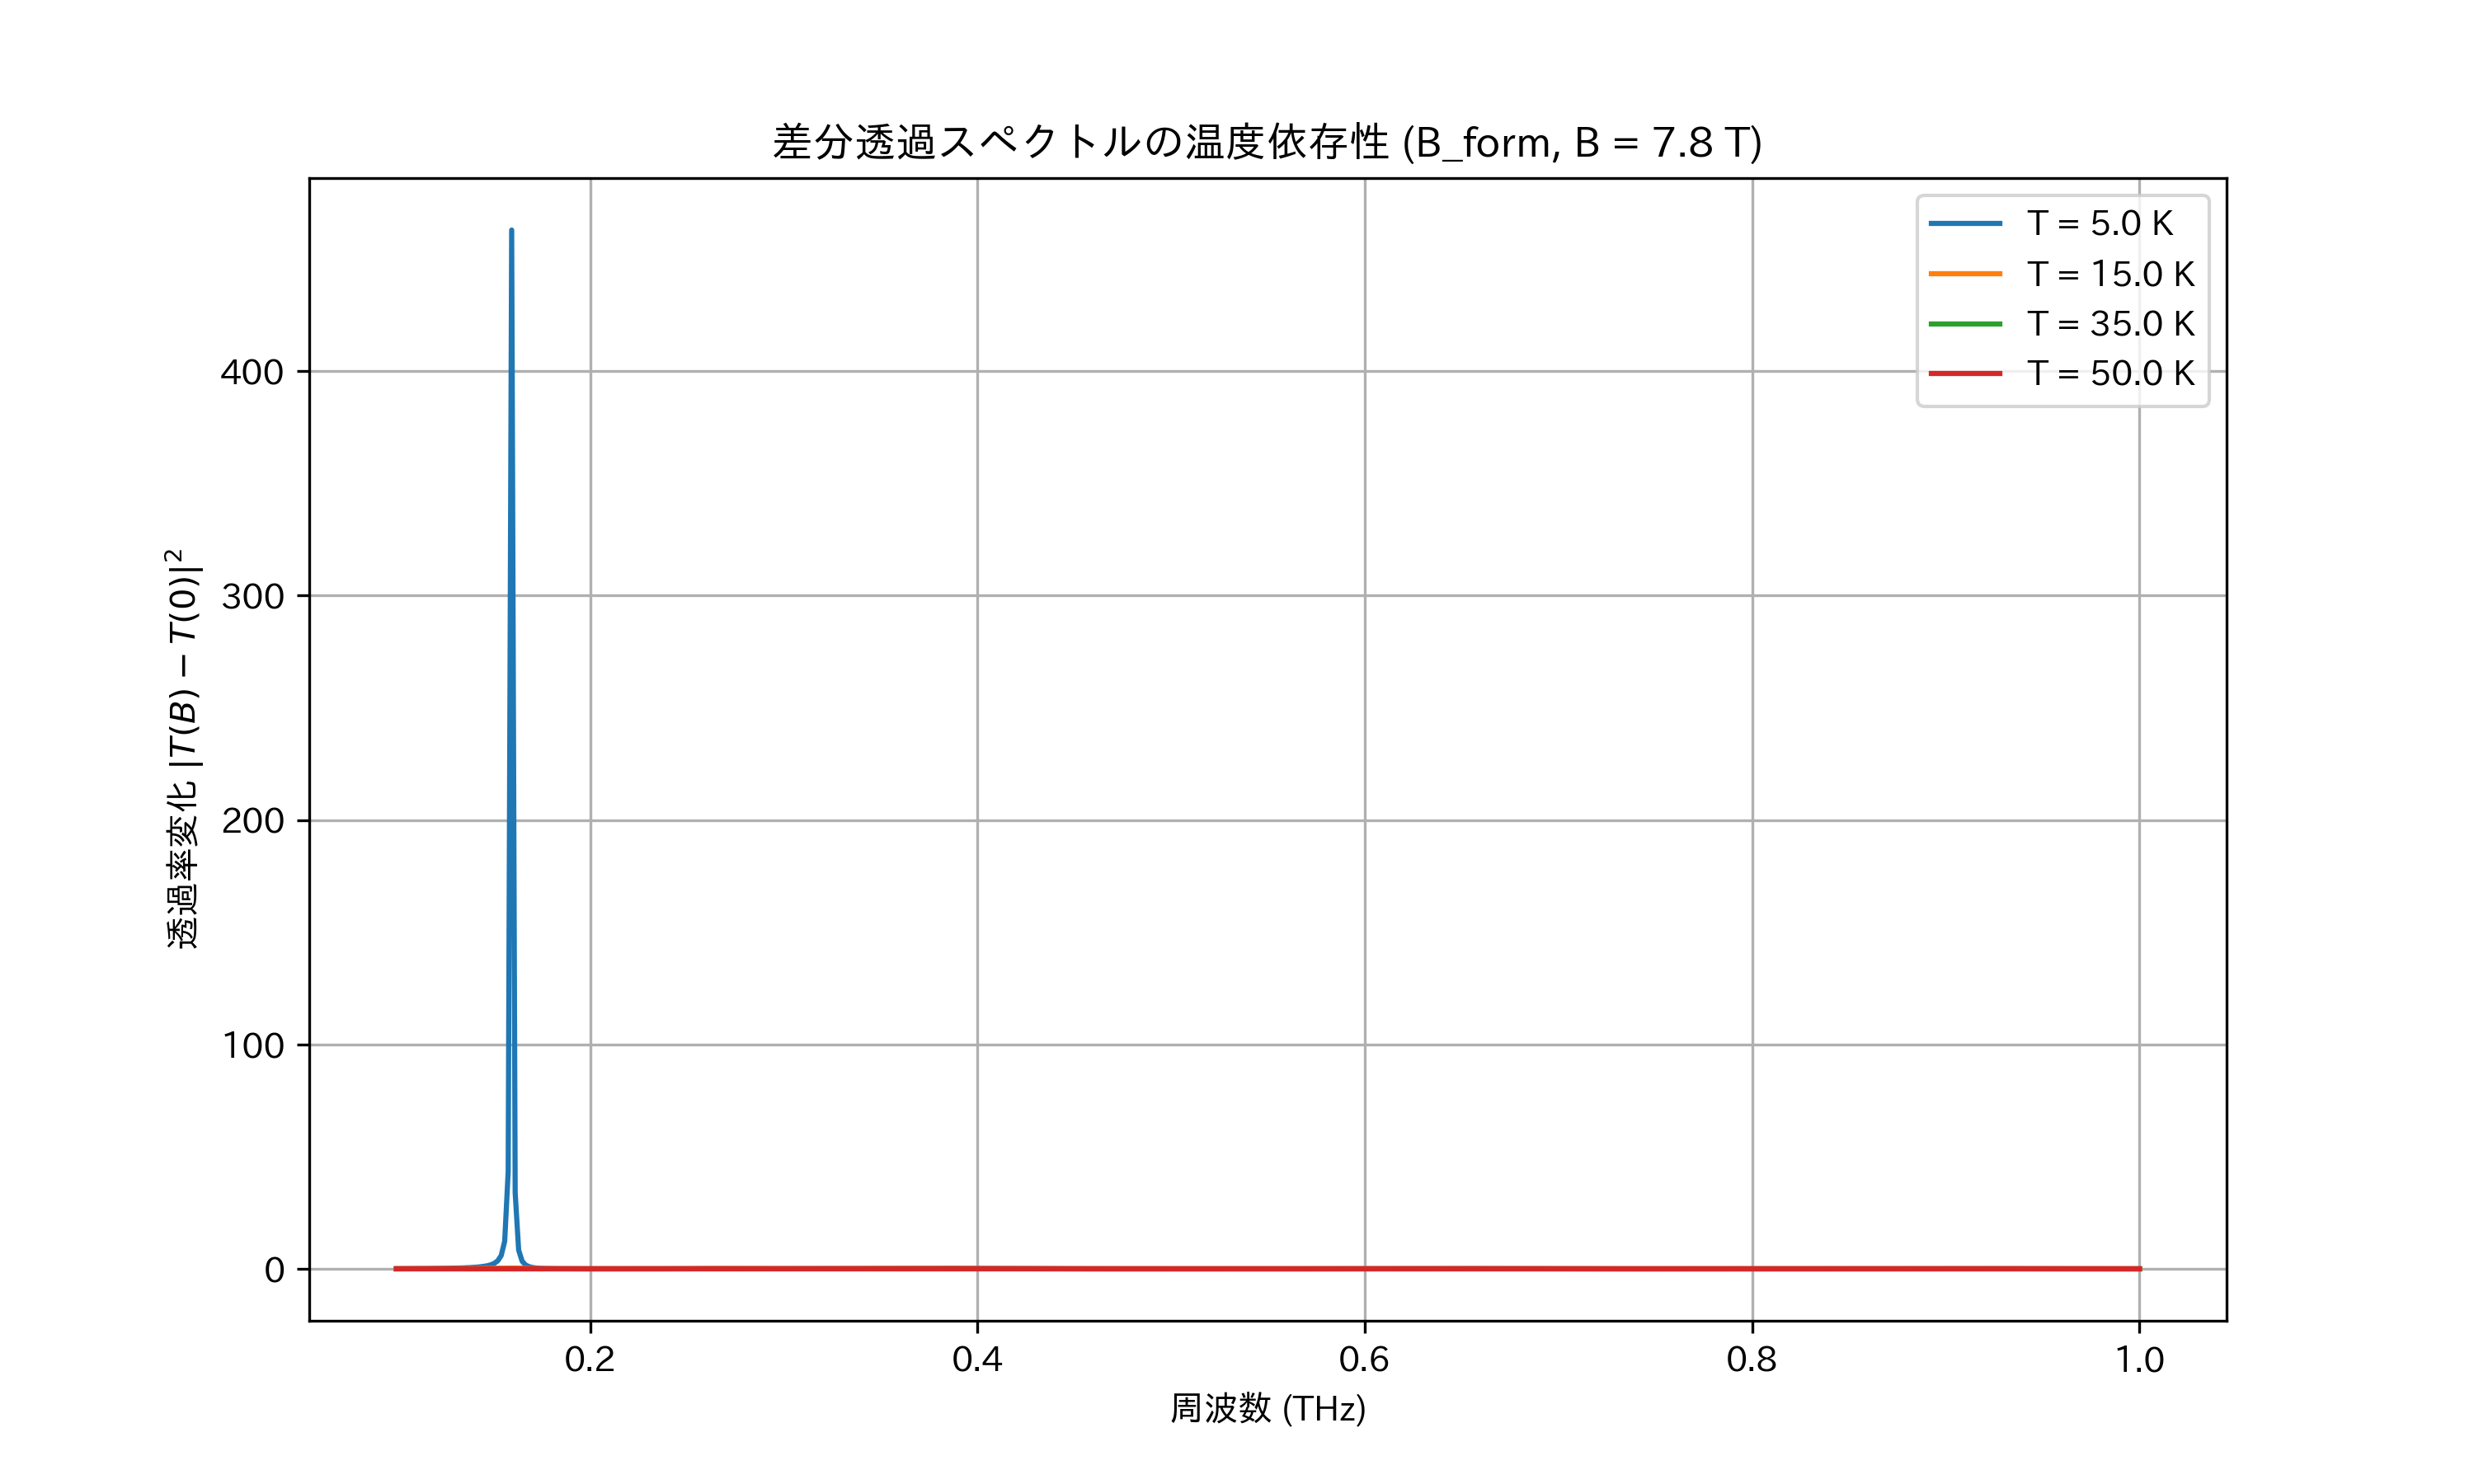 差分透過スペクトルの温度依存性 (B_form, B = 7.8 T)
T = 5.0 K
T = 15.0 K
T = 35.0 K
T = 50.0 K
透過率変化 |T(B) − T(0)|²
400
300
200
100
0
0.2 0.4 0.6 0.8 1.0
周波数 (THz)